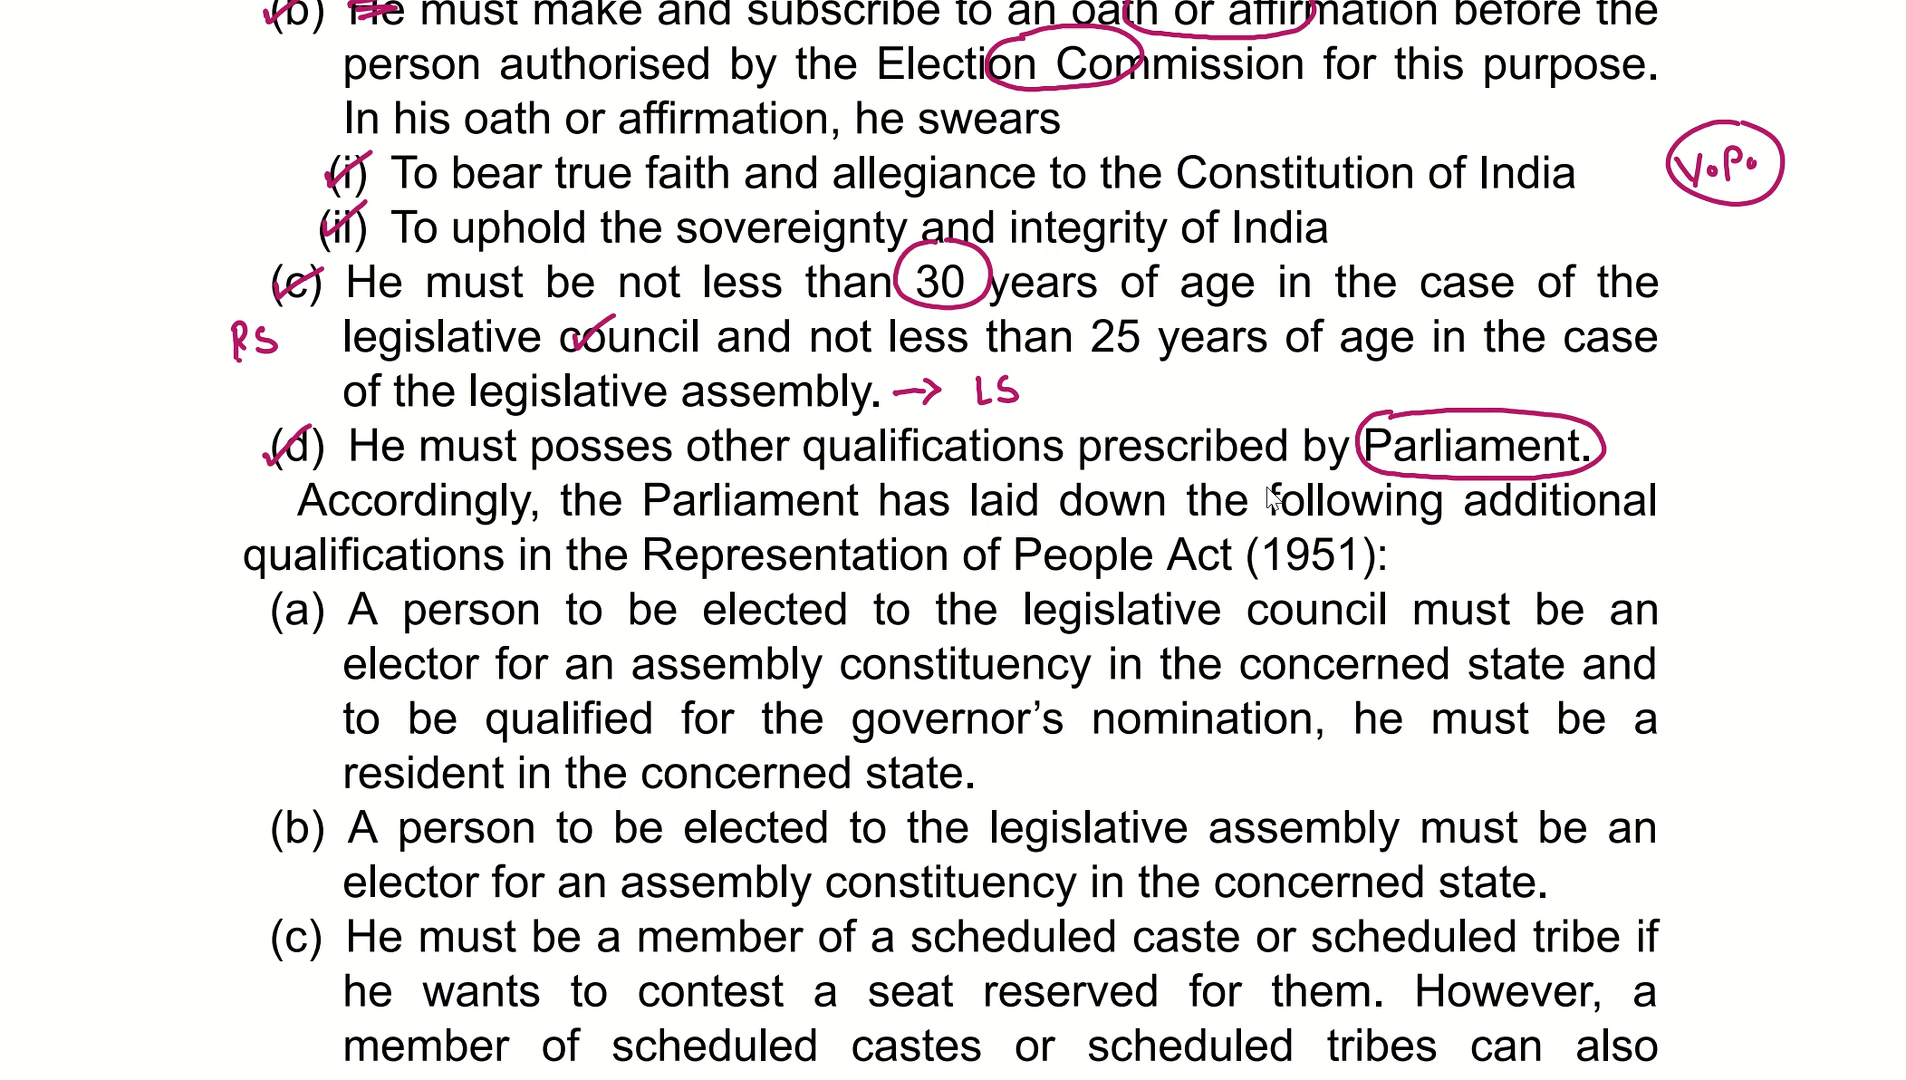 (b) He must make and subscribe to an oath or affirmation before the
person authorised by the Election Commission for this purpose.
In his oath or affirmation, he swears
(i) To bear true faith and allegiance to the Constitution of India
V.P.
(ii) To uphold the sovereignty and integrity of India
(c) He must be not less than 30 years of age in the case of the
RS legislative council and not less than 25 years of age in the case
of the legislative assembly. → LS
(d) He must posses other qualifications prescribed by Parliament.
Accordingly, the Parliament has laid down the following additional
qualifications in the Representation of People Act (1951):
(a) A person to be elected to the legislative council must be an
elector for an assembly constituency in the concerned state and
to be qualified for the governor’s nomination, he must be a
resident in the concerned state.
(b) A person to be elected to the legislative assembly must be an
elector for an assembly constituency in the concerned state.
(c) He must be a member of a scheduled caste or scheduled tribe if
he wants to contest a seat reserved for them. However, a
member of scheduled castes or scheduled tribes can also